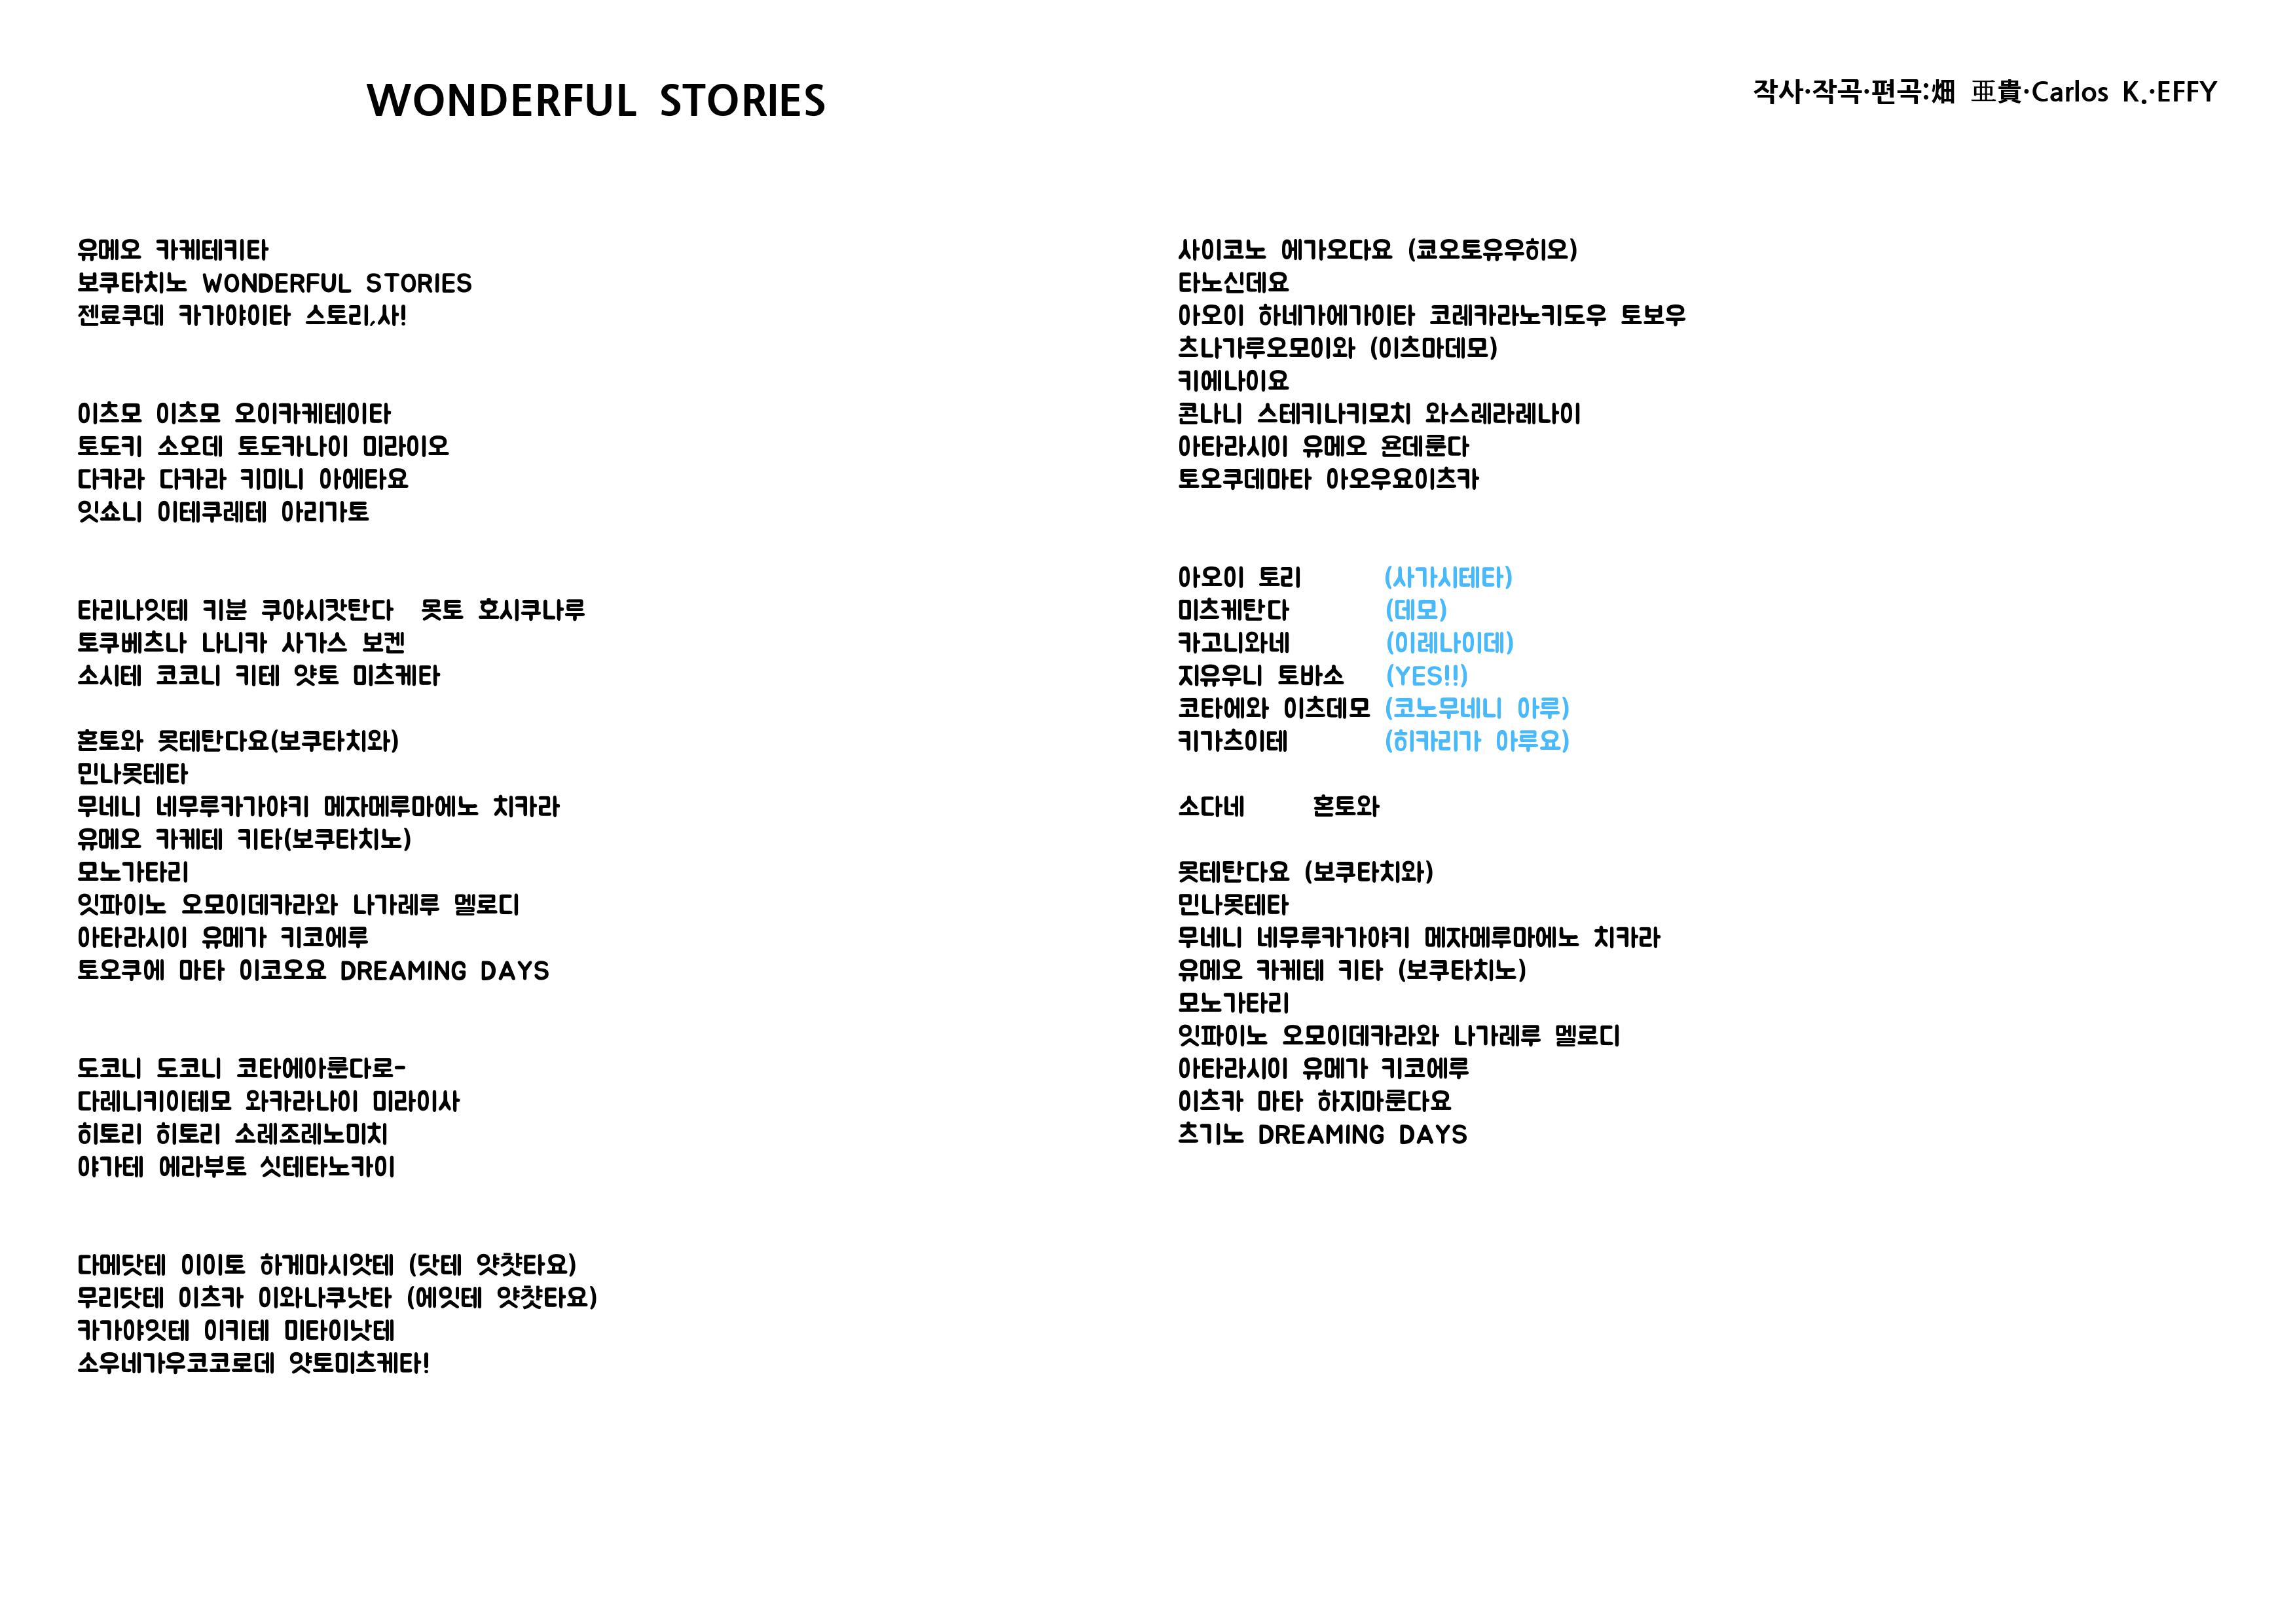 WONDERFUL STORIES
작사·작곡·편곡:畑 亜貴·Carlos K.·EFFY
유메오 카케테키타
보쿠타치노 WONDERFUL STORIES
젠료쿠데 카가야이타 스토리,사!
이츠모 이츠모 오이카케테이타
토도키 소오데 토도카나이 미라이오
다카라 다카라 키미니 아에타요
잇쇼니 이테쿠레테 아리가토
타리나잇테 키분 쿠야시캇탄다 못토 호시쿠나루
토쿠베츠나 나니카 사가스 보켄
소시테 코코니 키테 얏토 미츠케타
혼토와 못테탄다요(보쿠타치와)
민나못테타
무네니 네무루카가야키 메자메루마에노 치카라
유메오 카케테 키타(보쿠타치노)
모노가타리
잇파이노 오모이데카라와 나가레루 멜로디
아타라시이 유메가 키코에루
토오쿠에 마타 이코오요 DREAMING DAYS
도코니 도코니 코타에아룬다로-
다레니키이테모 와카라나이 미라이사
히토리 히토리 소레조레노미치
야가테 에라부토 싯테타노카이
다메닷테 이이토 하게마시앗테 (닷테 얏챳타요)
무리닷테 이츠카 이와나쿠낫타 (에잇테 얏챳타요)
카가야잇테 이키테 미타이낫테
소우네가우코코로데 얏토미츠케타!
사이코노 에가오다요 (쿄오토유우히오)
타노신데요
아오이 하네가에가이타 코레카라노키도우 토보우
츠나가루오모이와 (이츠마데모)
키에나이요
콘나니 스테키나키모치 와스레라레나이
아타라시이 유메오 욘데룬다
토오쿠데마타 아오우요이츠카
아오이 토리 (사가시테타)
미츠케탄다 (데모)
카고니와네 (이레나이데)
지유우니 토바소 (YES!!)
코타에와 이츠데모 (코노무네니 아루)
키가츠이테 (히카리가 아루요)
소다네 혼토와
못테탄다요 (보쿠타치와)
민나못테타
무네니 네무루카가야키 메자메루마에노 치카라
유메오 카케테 키타 (보쿠타치노)
모노가타리
잇파이노 오모이데카라와 나가레루 멜로디
아타라시이 유메가 키코에루
이츠카 마타 하지마룬다요
츠기노 DREAMING DAYS